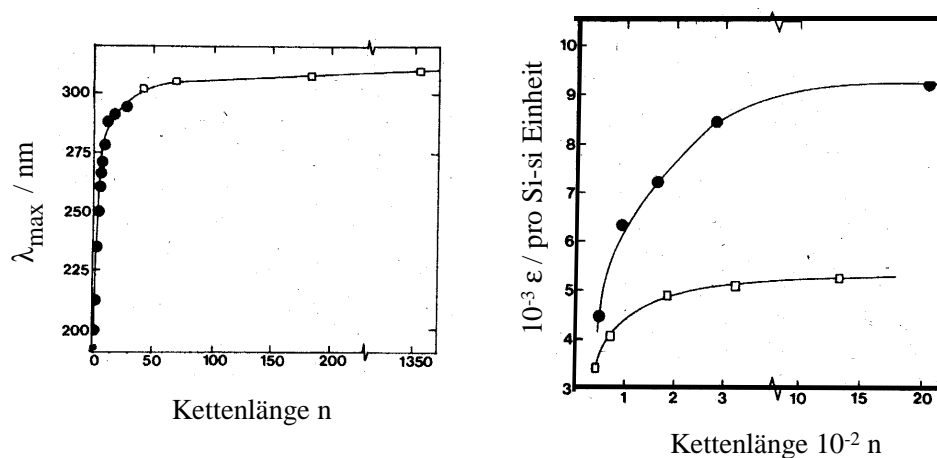 λmax / nm
300
275
250
225
200
0 50 100 150 200 1350
Kettenlänge n
10⁻³ ε / pro Si-si Einheit
10
9
8
7
6
5
4
3
1 2 3 10 15 20
Kettenlänge 10⁻² n